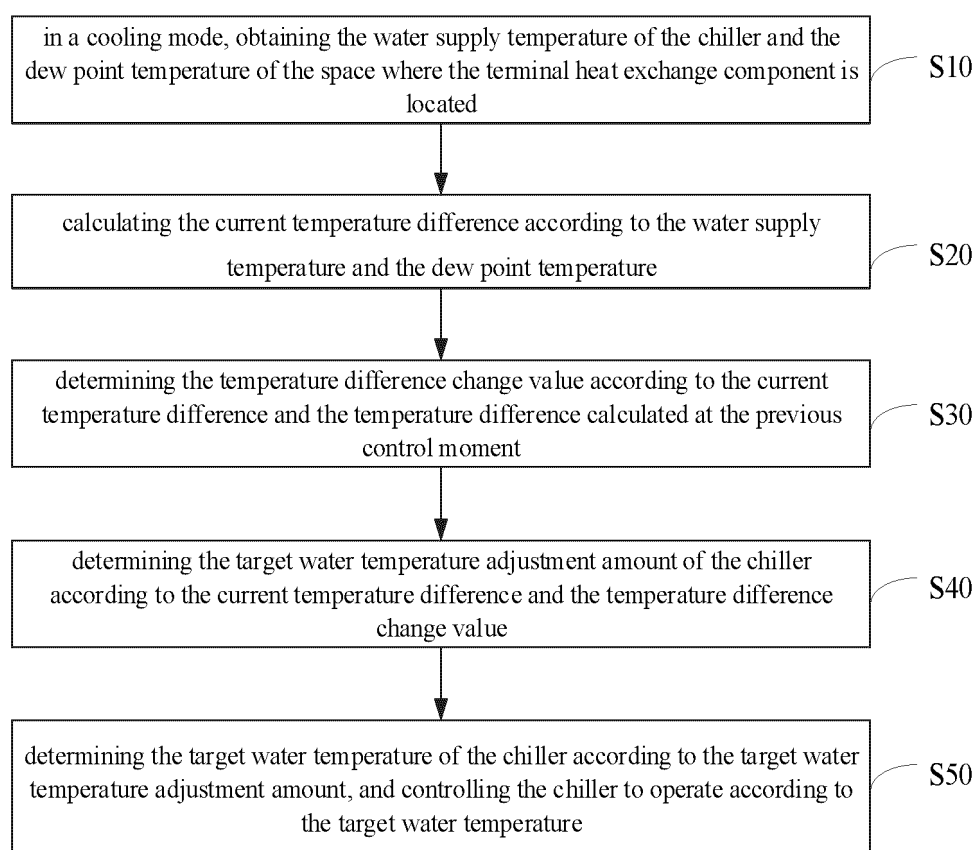 in a cooling mode, obtaining the water supply temperature of the chiller and the
dew point temperature of the space where the terminal heat exchange component is
located
S10
calculating the current temperature difference according to the water supply
temperature and the dew point temperature
S20
determining the temperature difference change value according to the current
temperature difference and the temperature difference calculated at the previous
control moment
S30
determining the target water temperature adjustment amount of the chiller
according to the current temperature difference and the temperature difference
change value
S40
determining the target water temperature of the chiller according to the target water
temperature adjustment amount, and controlling the chiller to operate according to
the target water temperature
S50